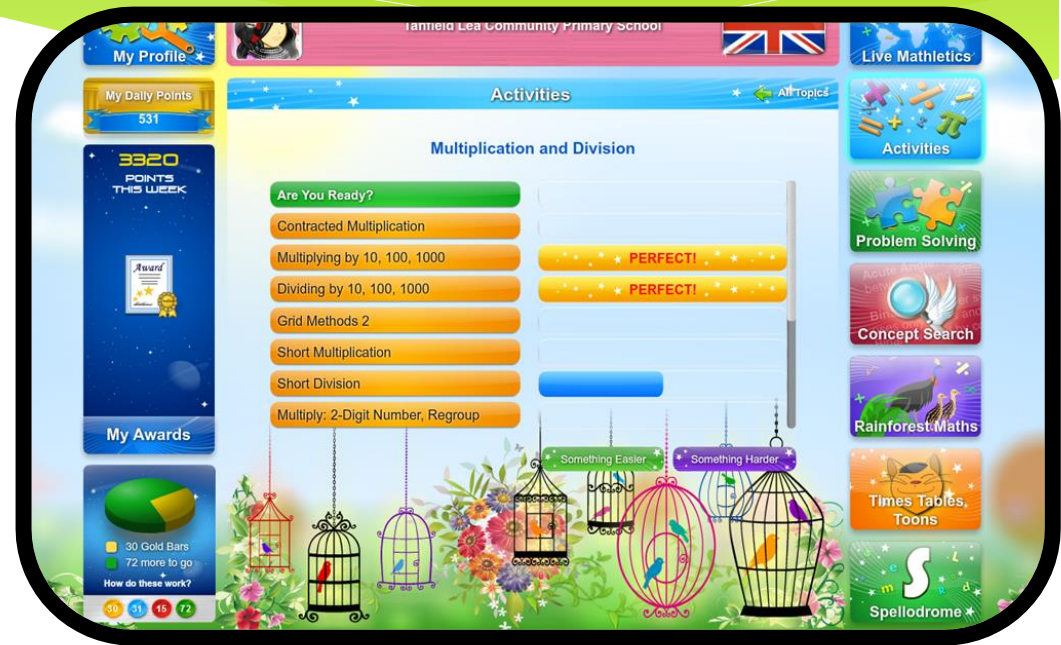 Tanfield Lea Community Primary School
My Profile
Live Mathletics
My Daily Points
531
3320
POINTS
THIS WEEK
Award
My Awards
30 Gold Bars
72 more to go
How do these work?
30 31 15 72
Activities
All Topics
Multiplication and Division
Are You Ready?
Contracted Multiplication
Multiplying by 10, 100, 1000
PERFECT!
Dividing by 10, 100, 1000
PERFECT!
Grid Methods 2
Short Multiplication
Short Division
Multiply: 2-Digit Number, Regroup
Something Easier
Something Harder
Activities
Problem Solving
Concept Search
Rainforest Maths
Times Tables,
Toons
Spellodrome